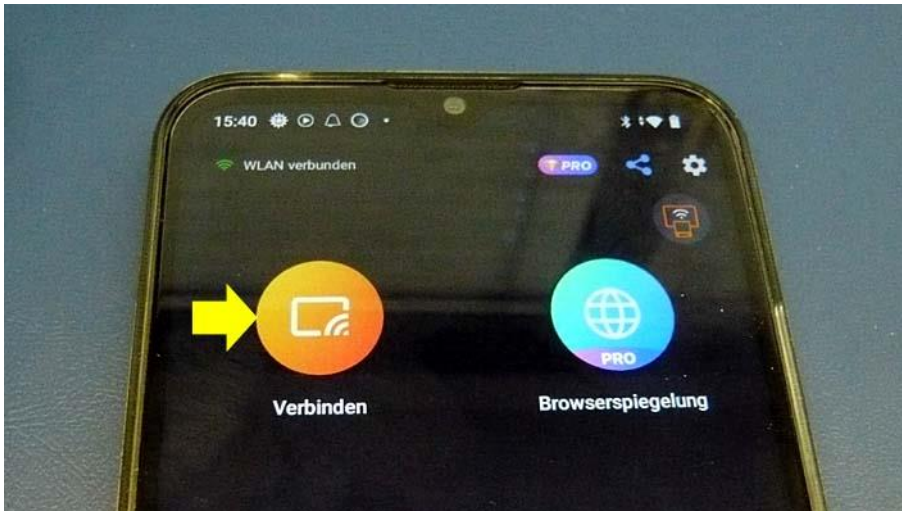 15:40
WLAN verbunden
PRO
PRO
Verbinden
Browserspiegelung